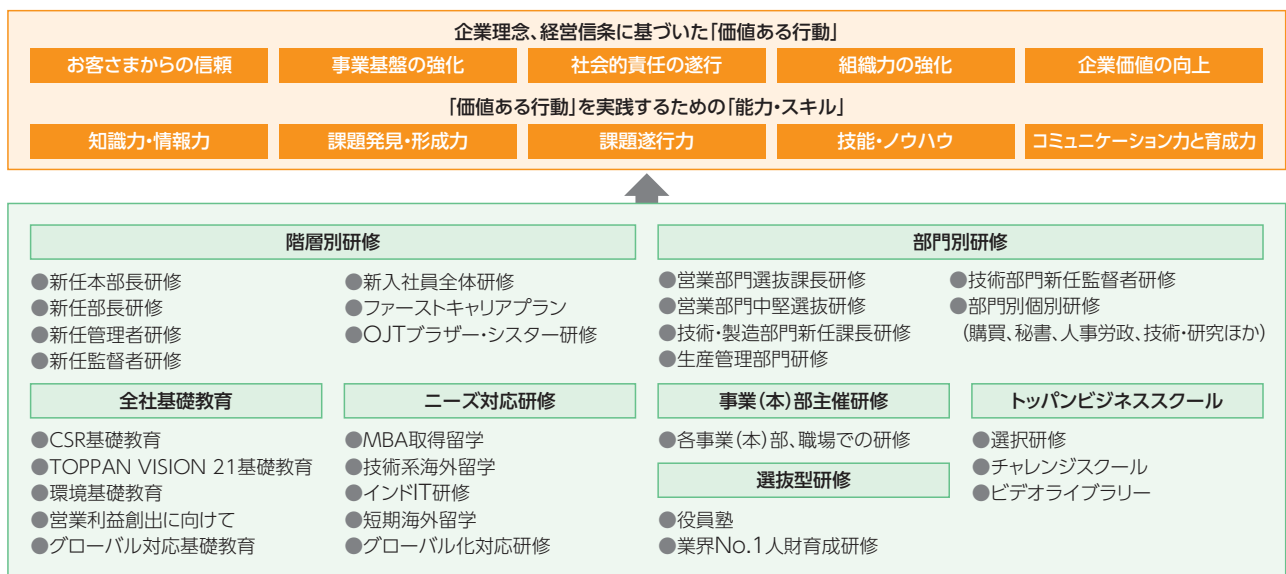 企業理念、経営信条に基づいた「価値ある行動」
お客さまからの信頼
事業基盤の強化
社会的責任の遂行
組織力の強化
企業価値の向上
「価値ある行動」を実践するための「能力・スキル」
知識力・情報力
課題発見・形成力
課題遂行力
技能・ノウハウ
コミュニケーション力と育成力
階層別研修
●新任本部長研修
●新任部長研修
●新任管理者研修
●新任監督者研修
●新入社員全体研修
●ファーストキャリアプラン
●OJTブラザー・シスター研修
部門別研修
●営業部門選抜課長研修
●営業部門中堅選抜研修
●技術・製造部門新任課長研修
●生産管理部門研修
●技術部門新任監督者研修
●部門別個別研修
(購買、秘書、人事労政、技術・研究ほか)
全社基礎教育
●CSR基礎教育
●TOPPAN VISION 21基礎教育
●環境基礎教育
●営業利益創出に向けて
●グローバル対応基礎教育
ニーズ対応研修
●MBA取得留学
●技術系海外留学
●インドIT研修
●短期海外留学
●グローバル化対応研修
事業(本)部主催研修
●各事業(本)部、職場での研修
選抜型研修
●役員塾
●業界No.1人財育成研修
トッパンビジネススクール
●選択研修
●チャレンジスクール
●ビデオライブラリー